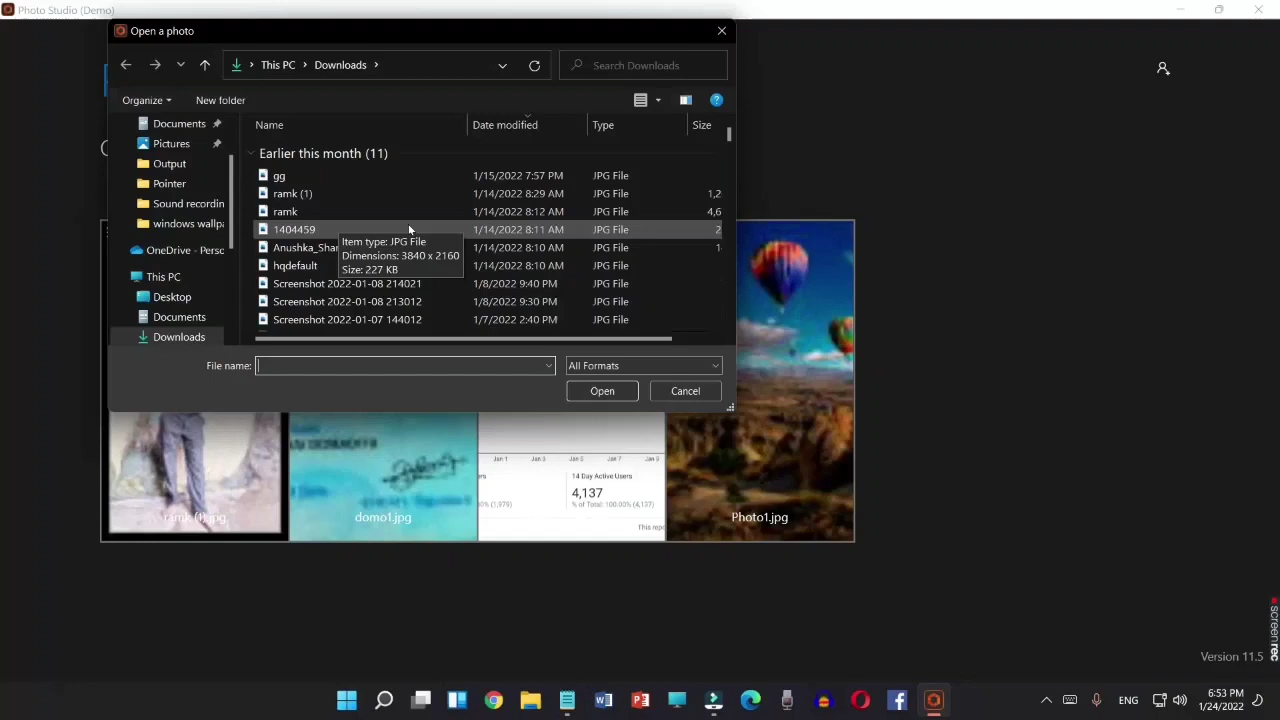 Photo Studio (Demo)
Open a photo
This PC
Downloads
Search Downloads
Organize
New folder
Documents
Pictures
Output
Pointer
Sound recordin
windows wallpa
OneDrive - Perso
This PC
Desktop
Documents
Downloads
Name Date modified Type Size
Earlier this month (11)
gg 1/15/2022 7:57 PM JPG File
ramk (1) 1/14/2022 8:29 AM JPG File 1,2
ramk 1/14/2022 8:12 AM JPG File 4,6
1404459 1/14/2022 8:11 AM JPG File 2
Anushka_Shar 1/14/2022 8:10 AM JPG File 1
hqdefault 1/14/2022 8:10 AM JPG File
Screenshot 2022-01-08 214021 1/8/2022 9:40 PM JPG File
Screenshot 2022-01-08 213012 1/8/2022 9:30 PM JPG File
Screenshot 2022-01-07 144012 1/7/2022 2:40 PM JPG File
Item type: JPG File
Dimensions: 3840 x 2160
Size: 227 KB
File name:
All Formats
Open
Cancel
Jan 1 Jan 3 Jan 5 Jan 7 Jan 9
14 Day Active Users
4,137
% of Total: 100.00% (4,137)
0% (1,979)
This repo
ramk (1).jpg
domo1.jpg
Photo1.jpg
screenrec
Version 11.5
ENG
6:53 PM
1/24/2022